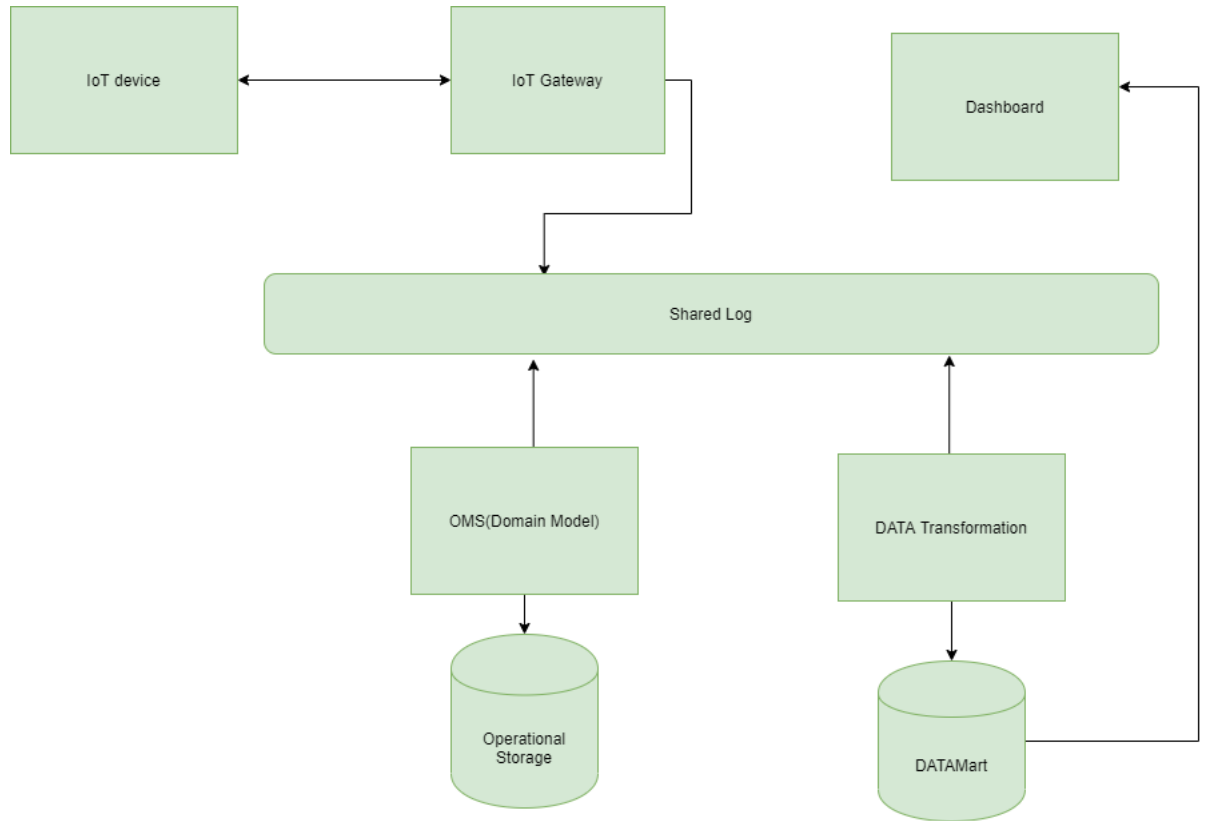 IoT device
IoT Gateway
Dashboard
Shared Log
OMS(Domain Model)
DATA Transformation
Operational
Storage
DATAMart